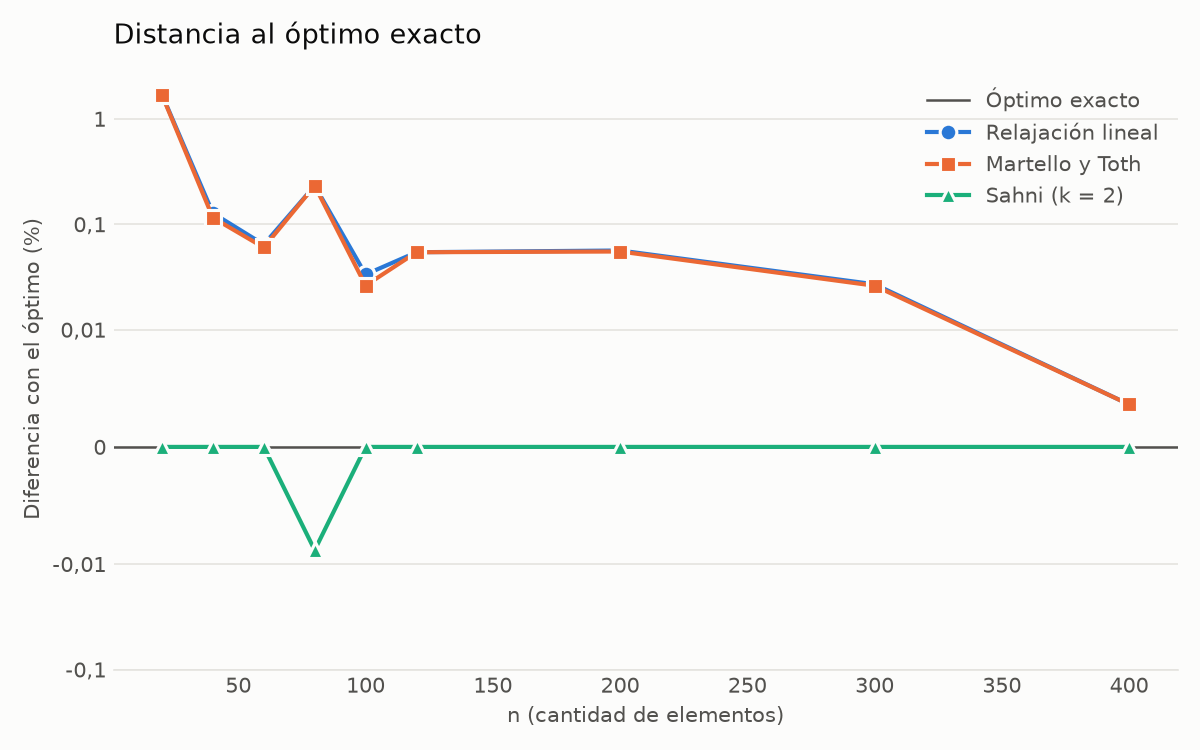 Distancia al óptimo exacto
Óptimo exacto
Relajación lineal
Martello y Toth
Sahni (k = 2)
Diferencia con el óptimo (%)
1
0,1
0,01
0
-0,01
-0,1
50 100 150 200 250 300 350 400
n (cantidad de elementos)